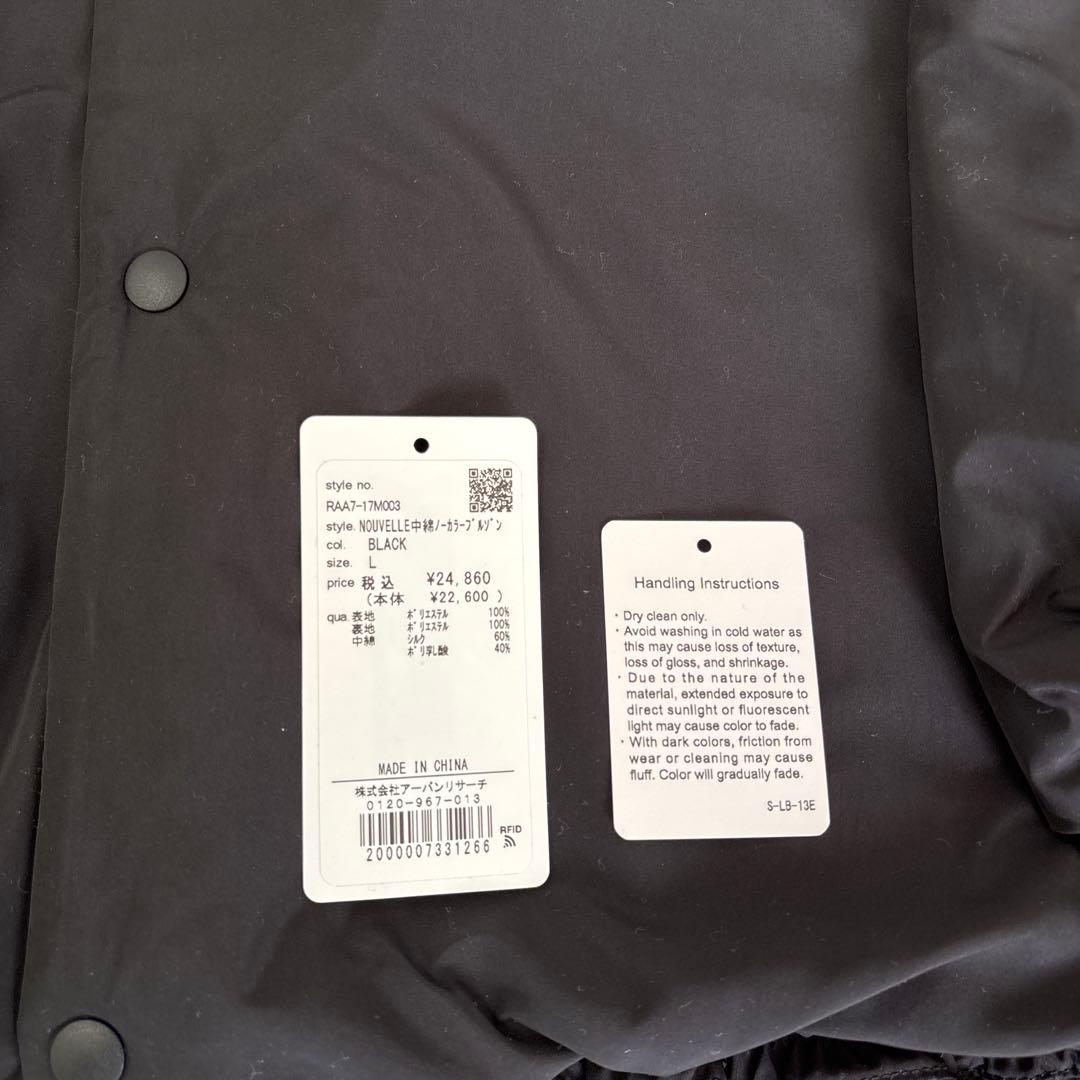 style no.
RAA7-17M003
style. NOUVELLE中綿ノーカラーブルゾン
col. BLACK
size. L
price 税込 ¥24,860
(本体 ¥22,600 )
qua. 表地 ポリエステル 100%
裏地 ポリエステル 100%
中綿 シルク 60%
ポリ乳酸 40%
MADE IN CHINA
株式会社アーバンリサーチ
0120-967-013
RFID
2000007331266
Handling Instructions
・Dry clean only.
・Avoid washing in cold water as
this may cause loss of texture,
loss of gloss, and shrinkage.
・Due to the nature of the
material, extended exposure to
direct sunlight or fluorescent
light may cause color to fade.
・With dark colors, friction from
wear or cleaning may cause
fluff. Color will gradually fade.
S-LB-13E